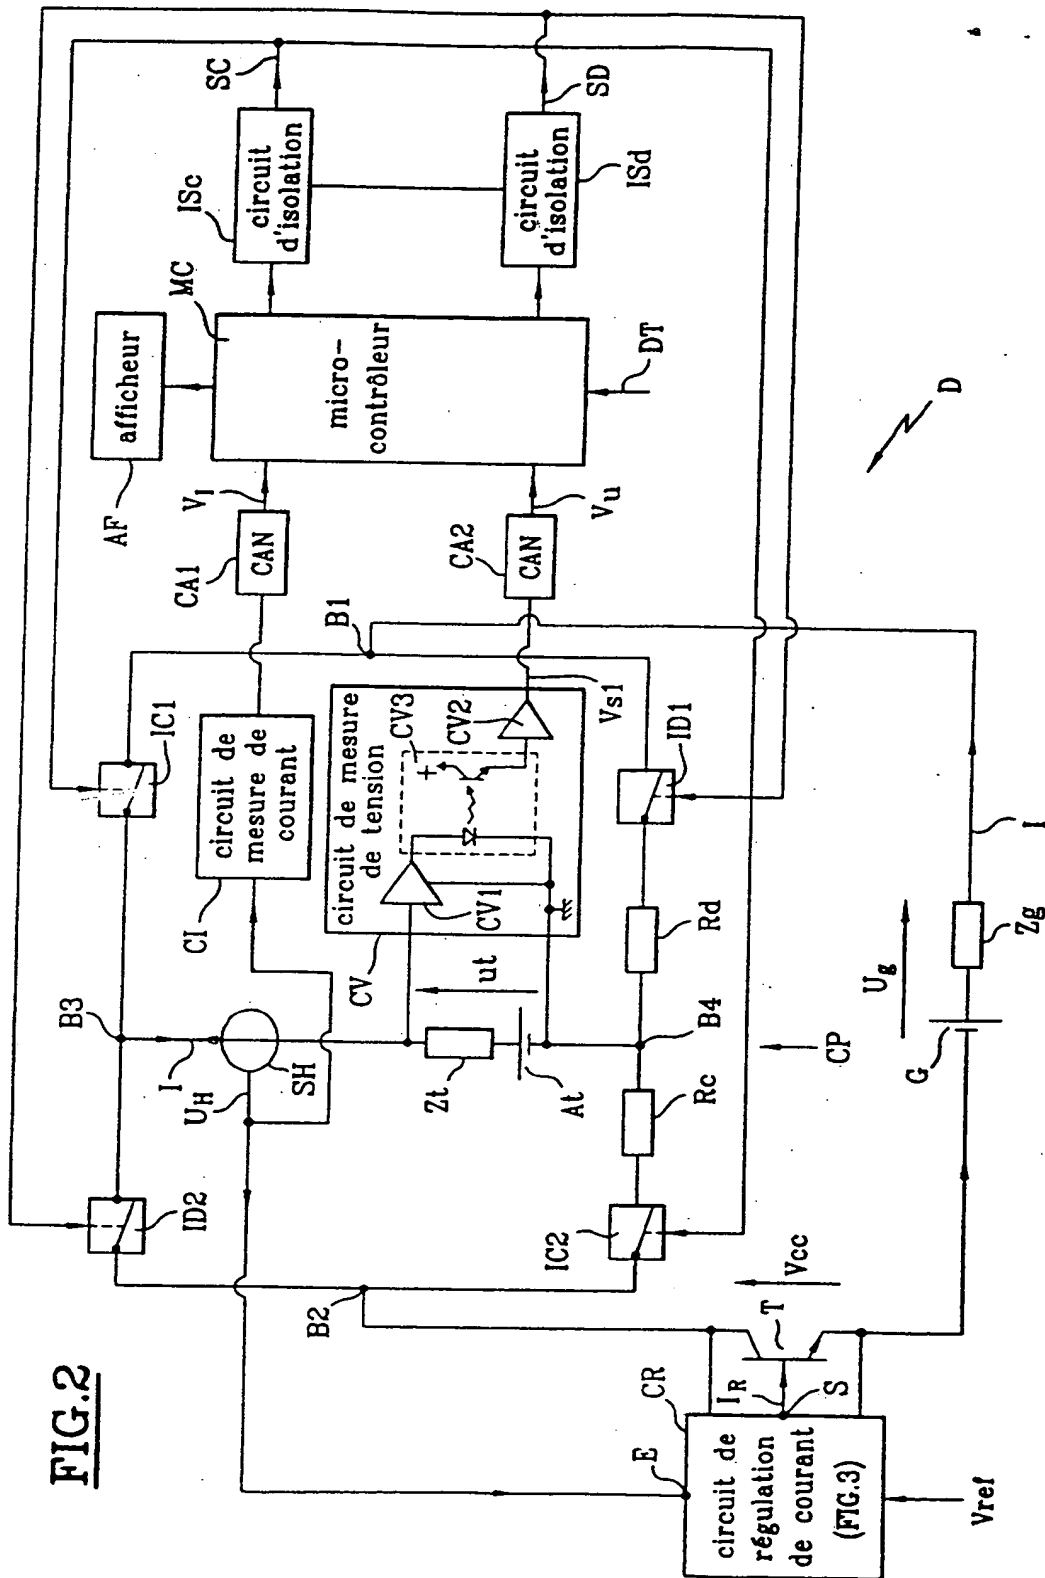 FIG.2
SC
SD
ISc
circuit
d'isolation
circuit
d'isolation
ISd
MC
micro-
contrôleur
DT
afficheur
AF
VI
Vu
CA1
CAN
CA2
CAN
D
B1
IC1
circuit de
mesure de
courant
CI
circuit de mesure
de tension
CV3
CV2
+
CV1
CV
Vs1
ID1
B3
I
UH
SH
ut
Zt
At
Rd
B4
Rc
CP
ID2
IC2
B2
Vcc
T
IR
S
CR
E
circuit de
régulation
de courant
(FIG.3)
Vref
G
Ug
Zg
I